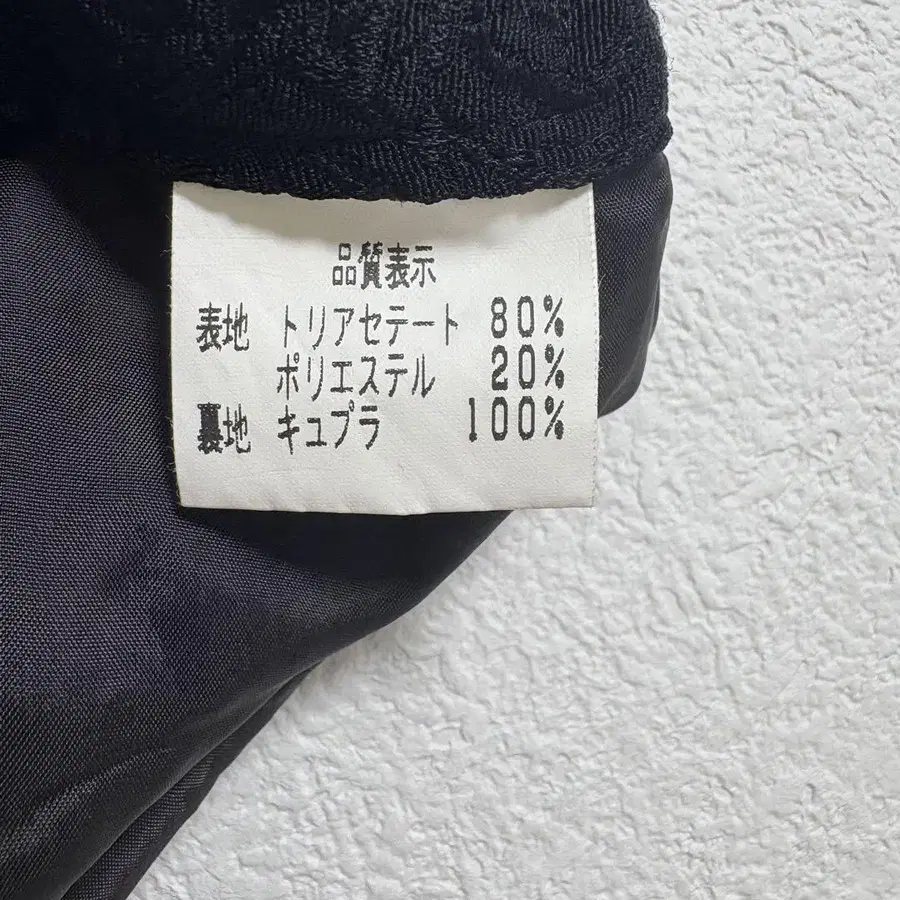 品質表示
表地 トリアセテート 80%
ポリエステル 20%
裏地 キュプラ 100%